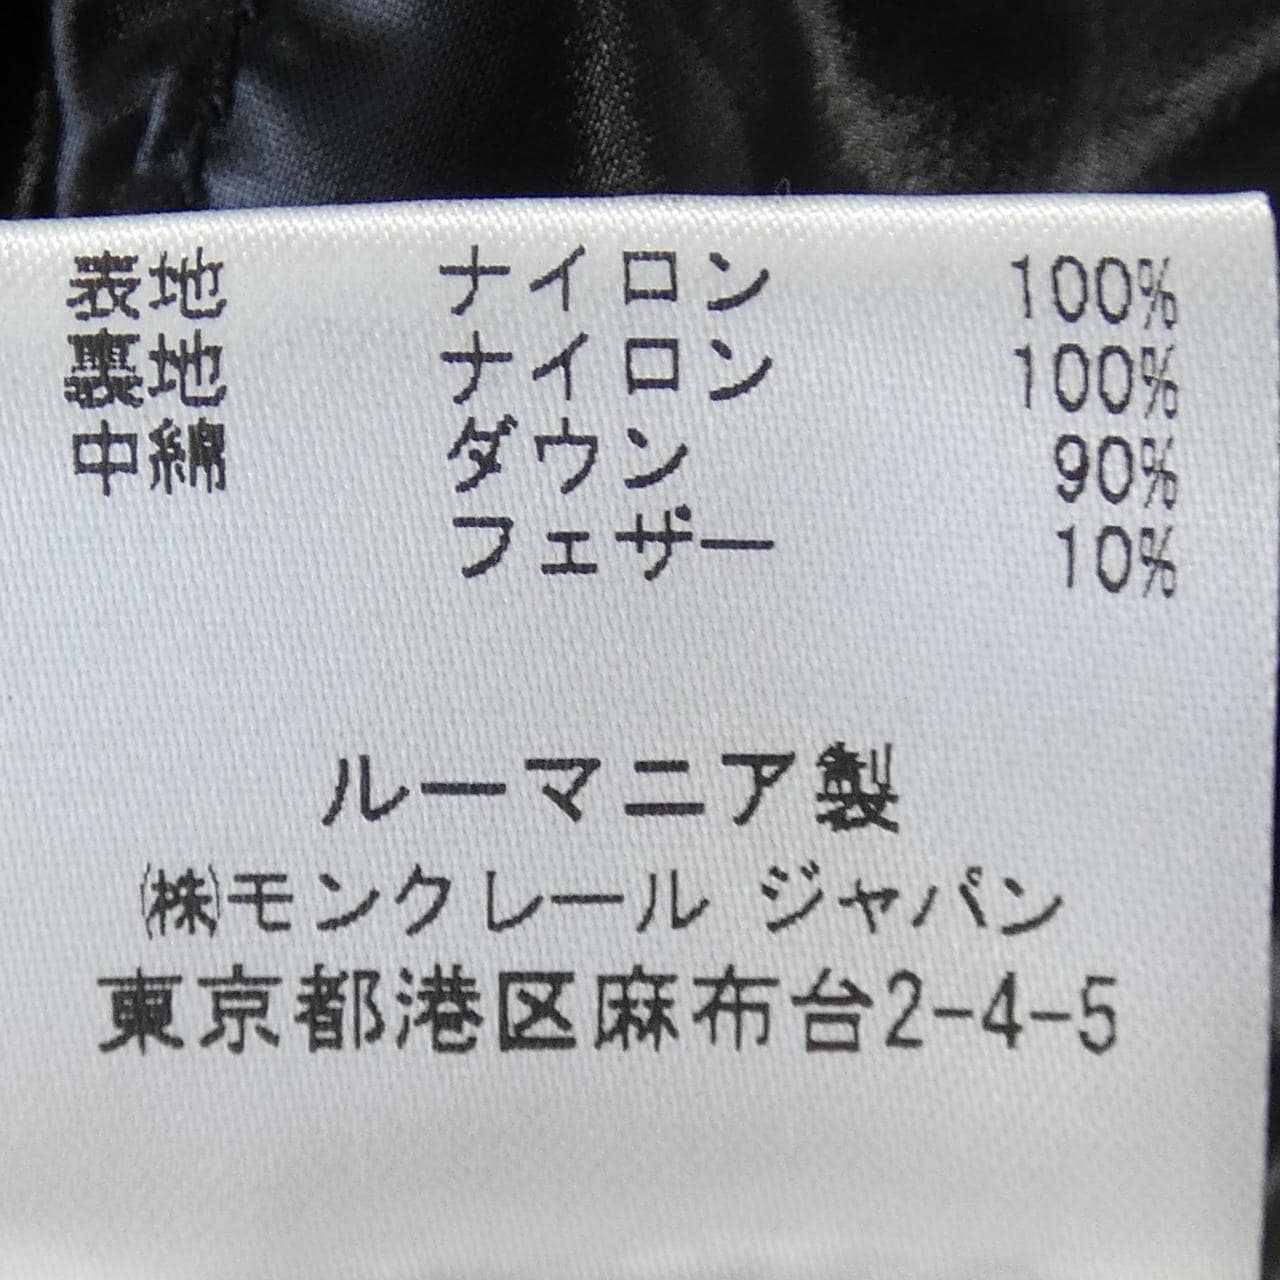 表地 ナイロン 100%
裏地 ナイロン 100%
中綿 ダウン 90%
フェザー 10%
ルーマニア製
㈱モンクレール ジャパン
東京都港区麻布台2-4-5